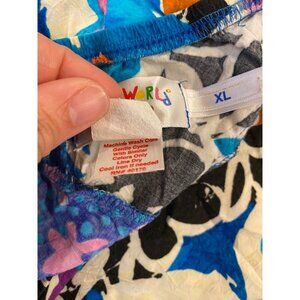 WORLD
XL
Machine Wash Cold
Gentle Cycle
With Similar
Colors Only
Line Dry
Cool Iron If needed